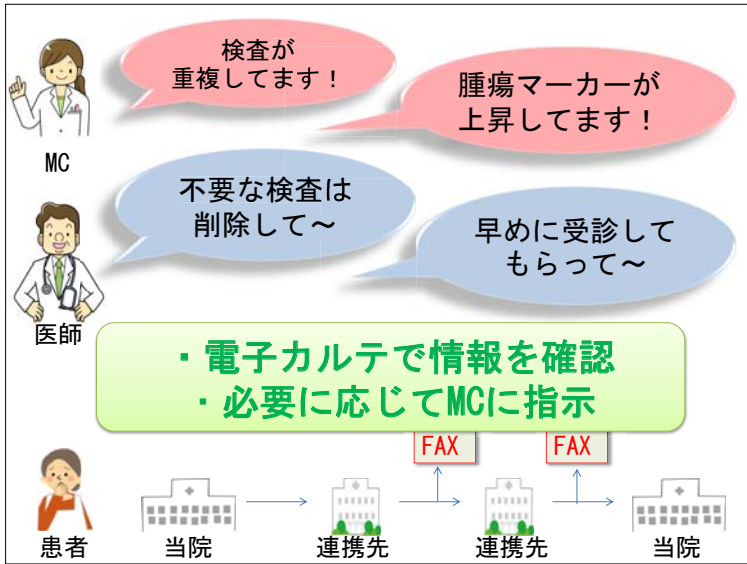 検査が
重複してます！
腫瘍マーカーが
上昇してます！
MC
不要な検査は
削除して～
早めに受診して
もらって～
医師
・電子カルテで情報を確認
・必要に応じてMCに指示
FAX
FAX
患者
当院
連携先
連携先
当院